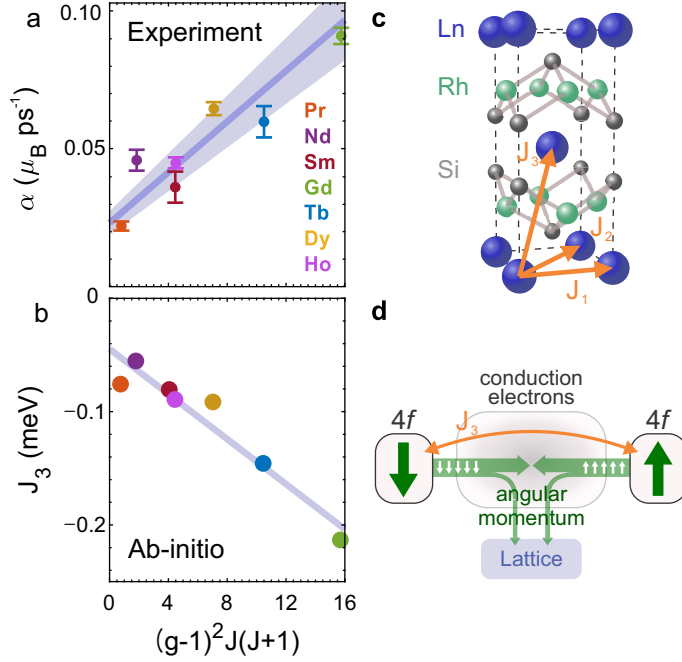 a
Experiment
α (μB ps-1)
0.10
0.05
0
Pr
Nd
Sm
Gd
Tb
Dy
Ho
b
J3 (meV)
0
−0.1
−0.2
Ab-initio
0 4 8 12 16
(g-1)2J(J+1)
c
Ln
Rh
Si
J3
J2
J1
d
conduction
electrons
4f
4f
J3
angular
momentum
Lattice